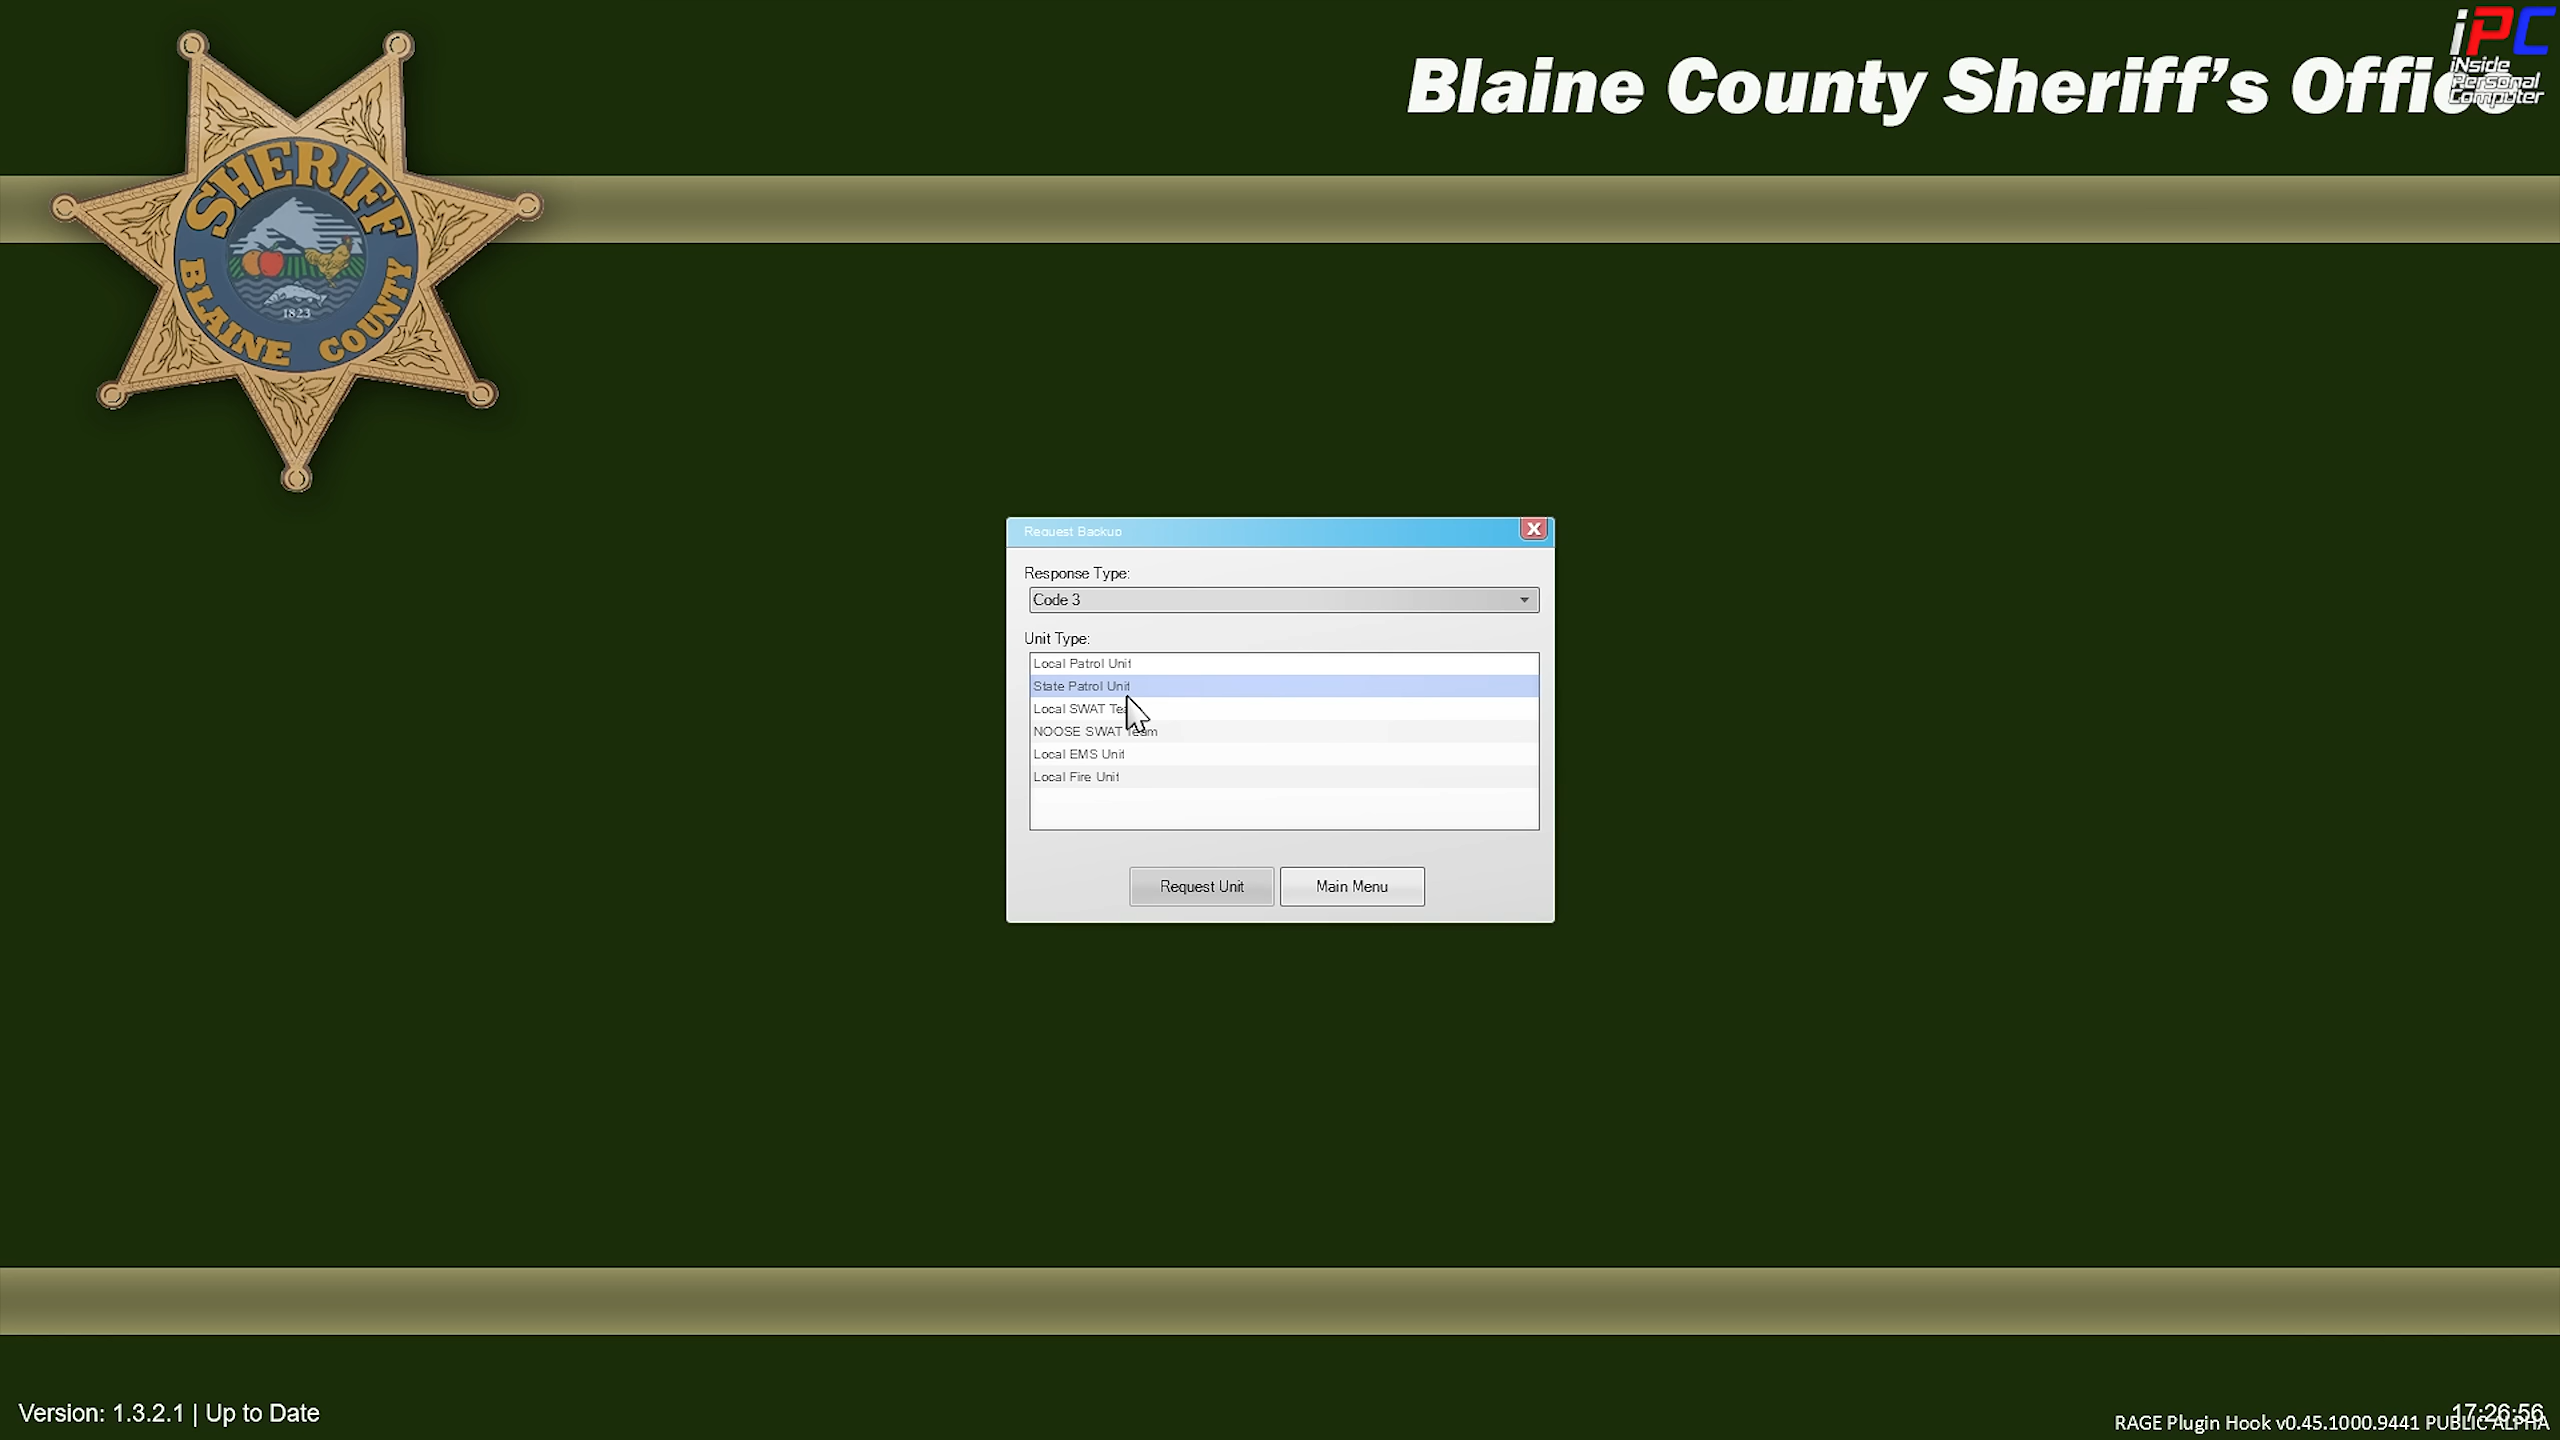 iPC
iNside
Personal
Computer
Blaine County Sheriff's Office
SHERIFF
1823
BLAINE COUNTY
Request Backup
X
Response Type:
Code 3
Unit Type:
Local Patrol Unit
State Patrol Unit
Local SWAT
NOOSE SWAT Team
Local EMS Unit
Local Fire Unit
Request Unit
Main Menu
Version: 1.3.2.1 | Up to Date
17:26:56
RAGE Plugin Hook v0.45.1000.9441 PUBLIC ALPHA